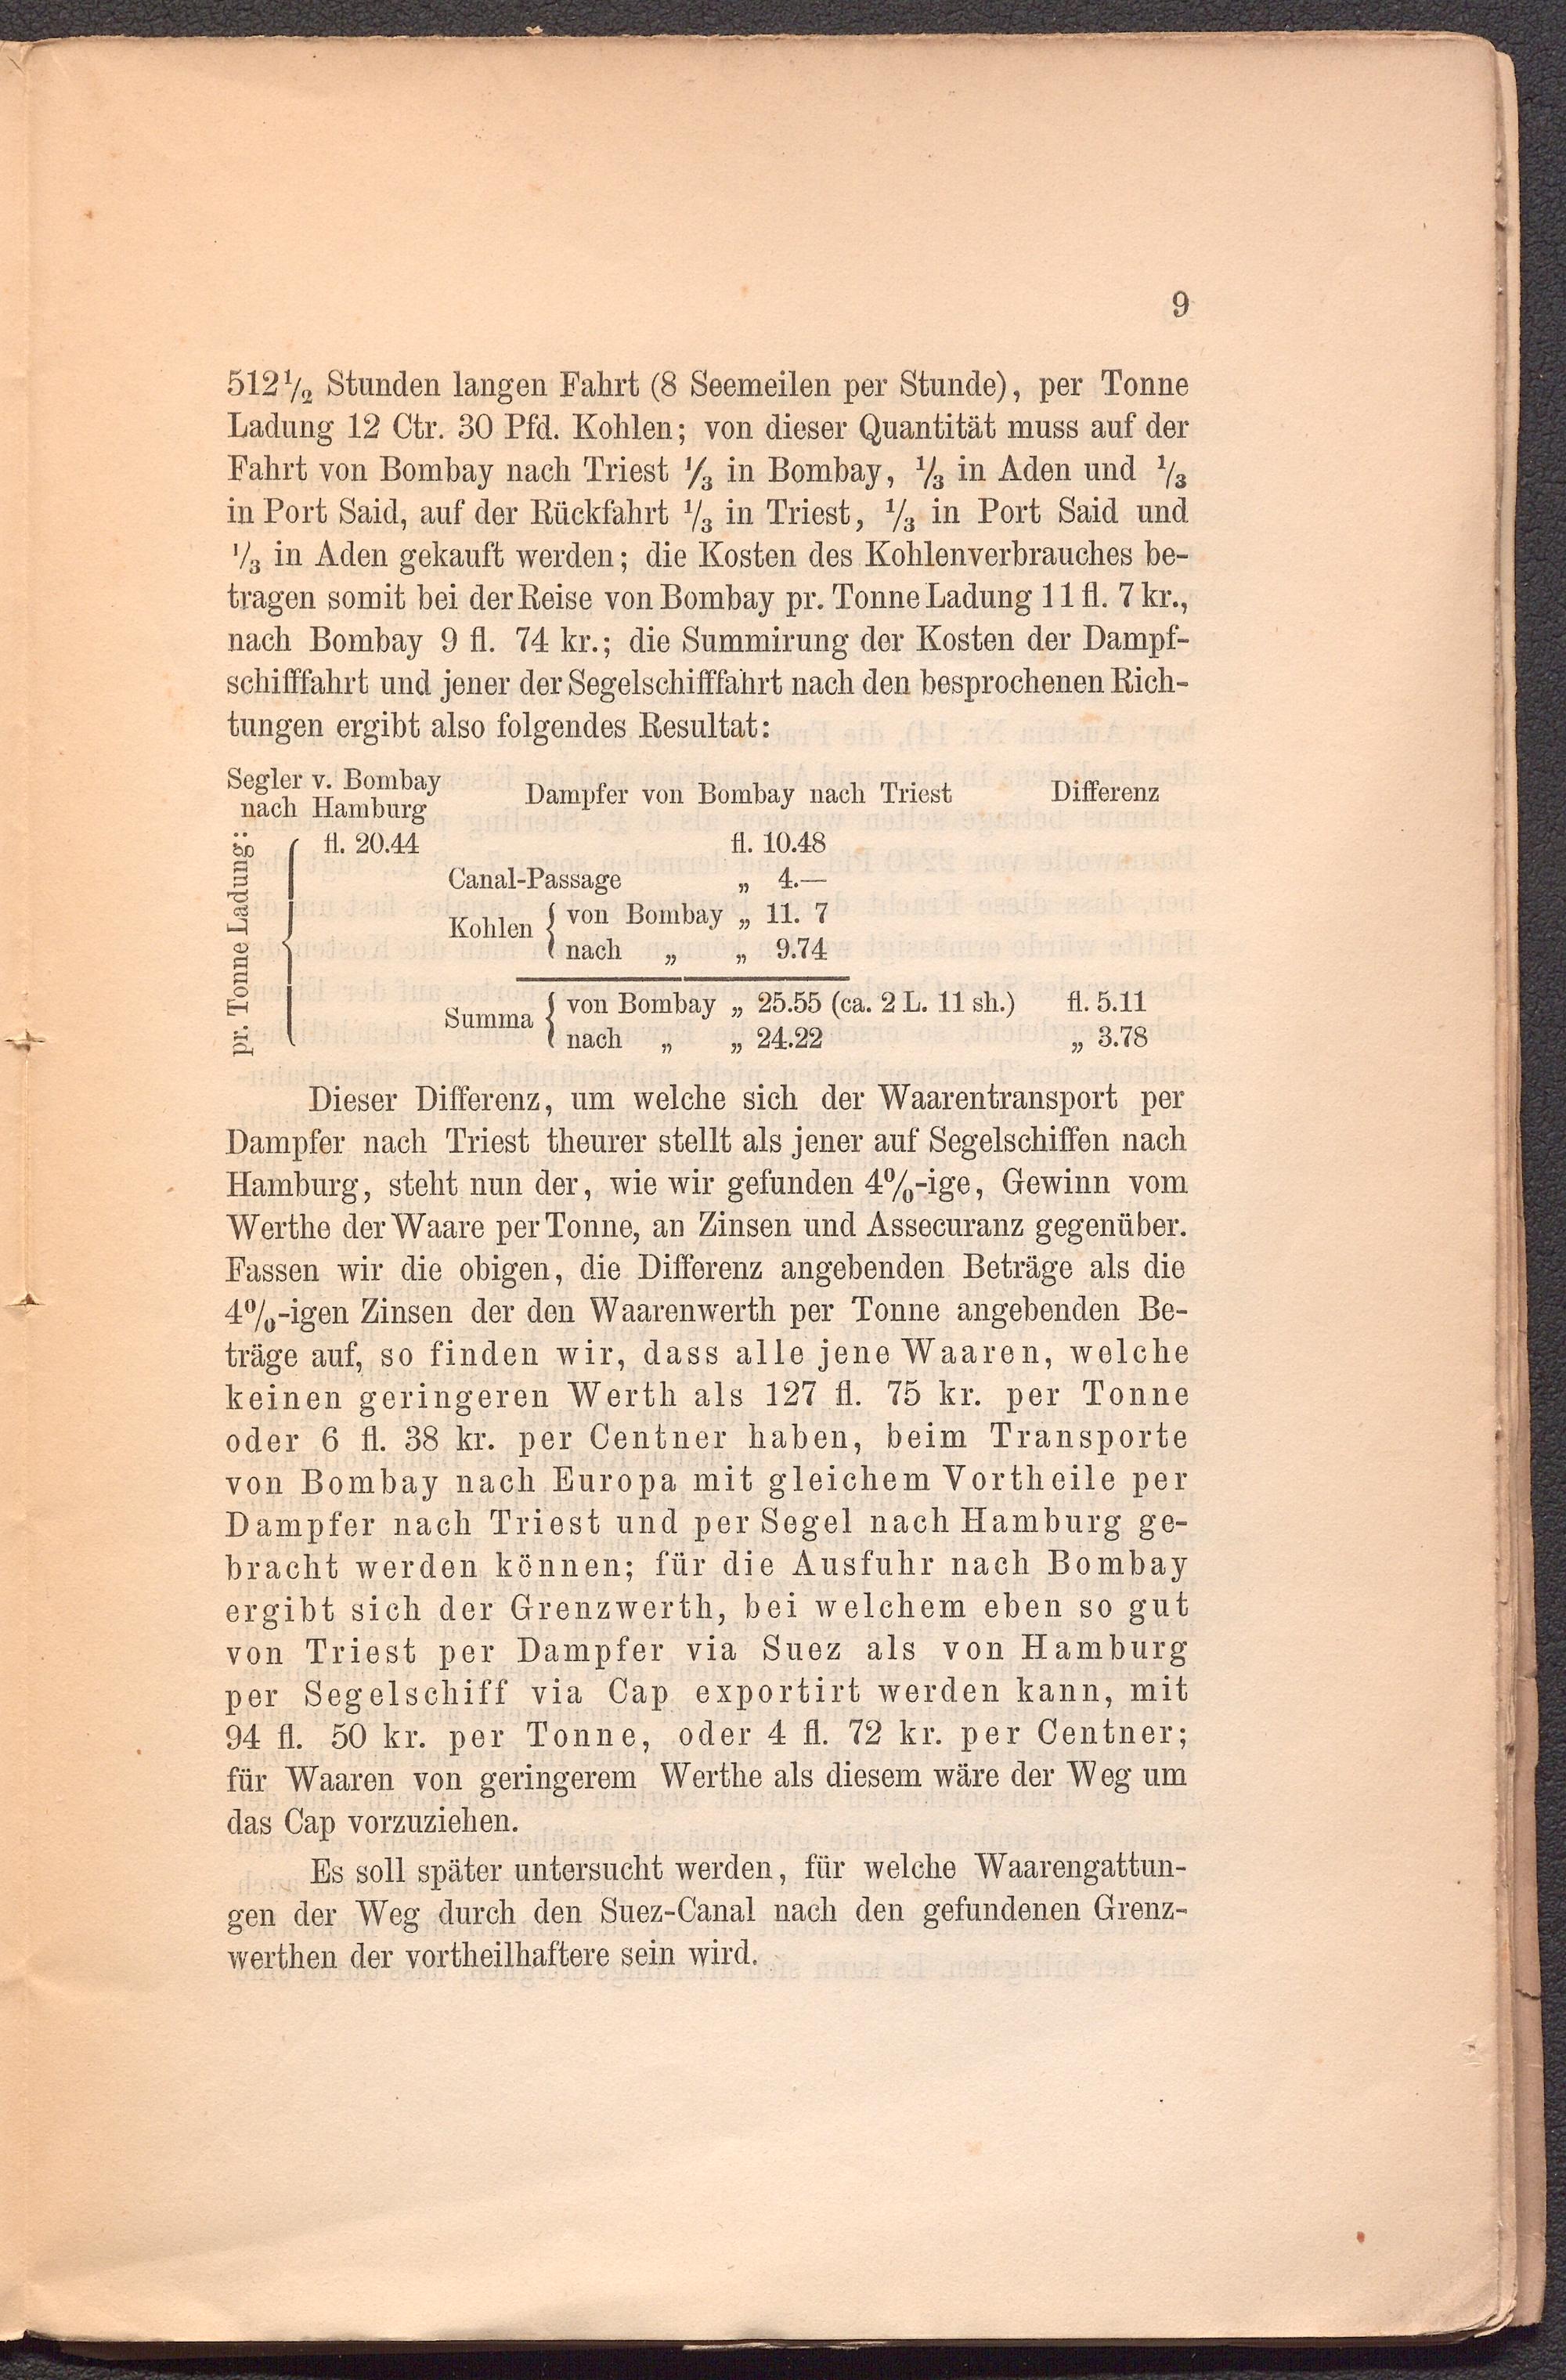 9
512½ Stunden langen Fahrt (8 Seemeilen per Stunde), per Tonne
Ladung 12 Ctr. 30 Pfd. Kohlen; von dieser Quantität muss auf der
Fahrt von Bombay nach Triest ⅓ in Bombay, ⅓ in Aden und ⅓
in Port Said, auf der Rückfahrt ⅓ in Triest, ⅓ in Port Said und
⅓ in Aden gekauft werden; die Kosten des Kohlenverbrauches be-
tragen somit bei der Reise von Bombay pr. Tonne Ladung 11 fl. 7 kr.,
nach Bombay 9 fl. 74 kr.; die Summirung der Kosten der Dampf-
schifffahrt und jener der Segelschifffahrt nach den besprochenen Rich-
tungen ergibt also folgendes Resultat:
Segler v. Bombay
nach Hamburg Dampfer von Bombay nach Triest Differenz
pr. Tonne Ladung:
fl. 20.44 fl. 10.48
Canal-Passage „ 4.—
Kohlen { von Bombay „ 11. 7
nach „ „ 9.74
Summa { von Bombay „ 25.55 (ca. 2 L. 11 sh.) fl. 5.11
nach „ „ 24.22 „ 3.78
Dieser Differenz, um welche sich der Waarentransport per
Dampfer nach Triest theurer stellt als jener auf Segelschiffen nach
Hamburg, steht nun der, wie wir gefunden 4%-ige, Gewinn vom
Werthe der Waare per Tonne, an Zinsen und Assecuranz gegenüber.
Fassen wir die obigen, die Differenz angebenden Beträge als die
4%-igen Zinsen der den Waarenwerth per Tonne angebenden Be-
träge auf, so finden wir, dass alle jene Waaren, welche
keinen geringeren Werth als 127 fl. 75 kr. per Tonne
oder 6 fl. 38 kr. per Centner haben, beim Transporte
von Bombay nach Europa mit gleichem Vortheile per
Dampfer nach Triest und per Segel nach Hamburg ge-
bracht werden können; für die Ausfuhr nach Bombay
ergibt sich der Grenzwerth, bei welchem eben so gut
von Triest per Dampfer via Suez als von Hamburg
per Segelschiff via Cap exportirt werden kann, mit
94 fl. 50 kr. per Tonne, oder 4 fl. 72 kr. per Centner;
für Waaren von geringerem Werthe als diesem wäre der Weg um
das Cap vorzuziehen.
Es soll später untersucht werden, für welche Waarengattun-
gen der Weg durch den Suez-Canal nach den gefundenen Grenz-
werthen der vortheilhaftere sein wird.